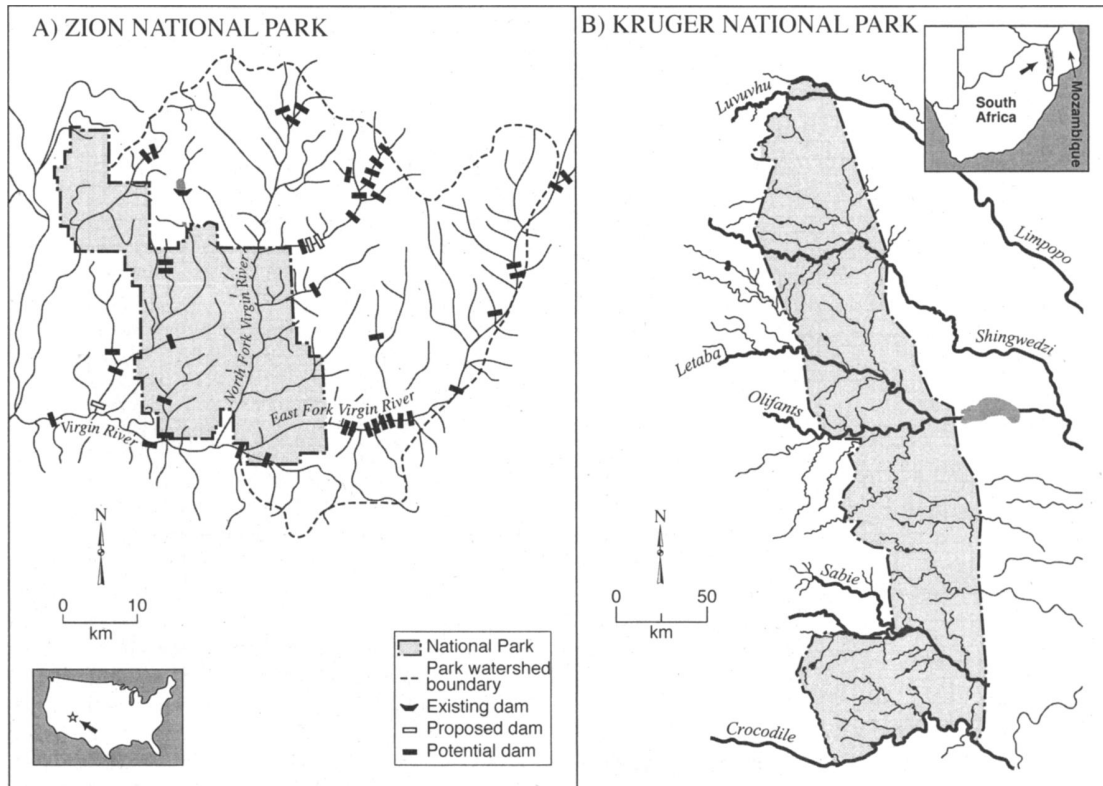 A) ZION NATIONAL PARK
North Fork Virgin River
East Fork Virgin River
Virgin River
N
0 10
km
National Park
Park watershed
boundary
Existing dam
Proposed dam
Potential dam
B) KRUGER NATIONAL PARK
South
Africa
Mozambique
Luvuvhu
Limpopo
Shingwedzi
Letaba
Olifants
N
0 50
km
Sabie
Crocodile